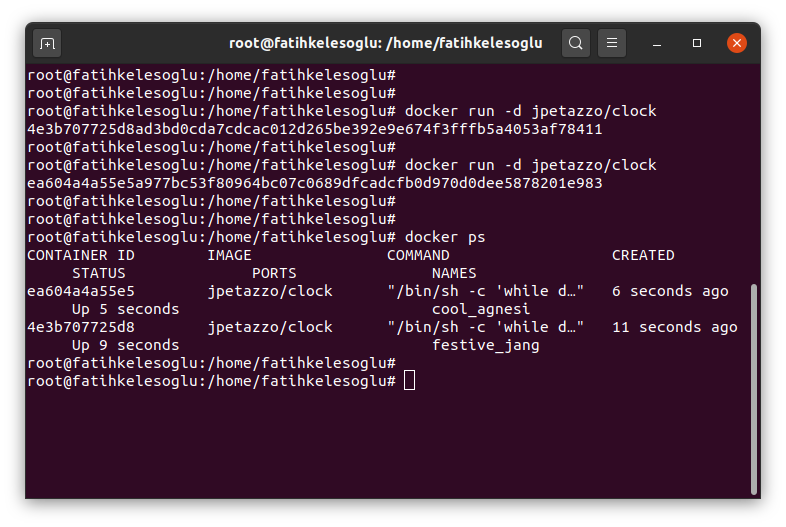 root@fatihkelesoglu: /home/fatihkelesoglu
root@fatihkelesoglu:/home/fatihkelesoglu#
root@fatihkelesoglu:/home/fatihkelesoglu#
root@fatihkelesoglu:/home/fatihkelesoglu# docker run -d jpetazzo/clock
4e3b707725d8ad3bd0cda7cdcac012d265be392e9e674f3fffb5a4053af78411
root@fatihkelesoglu:/home/fatihkelesoglu#
root@fatihkelesoglu:/home/fatihkelesoglu# docker run -d jpetazzo/clock
ea604a4a55e5a977bc53f80964bc07c0689dfcadcfb0d970d0dee5878201e983
root@fatihkelesoglu:/home/fatihkelesoglu#
root@fatihkelesoglu:/home/fatihkelesoglu#
root@fatihkelesoglu:/home/fatihkelesoglu# docker ps
CONTAINER ID        IMAGE               COMMAND                  CREATED
     STATUS              PORTS               NAMES
ea604a4a55e5        jpetazzo/clock      "/bin/sh -c 'while d…"   6 seconds ago
     Up 5 seconds                            cool_agnesi
4e3b707725d8        jpetazzo/clock      "/bin/sh -c 'while d…"   11 seconds ago
     Up 9 seconds                            festive_jang
root@fatihkelesoglu:/home/fatihkelesoglu#
root@fatihkelesoglu:/home/fatihkelesoglu#